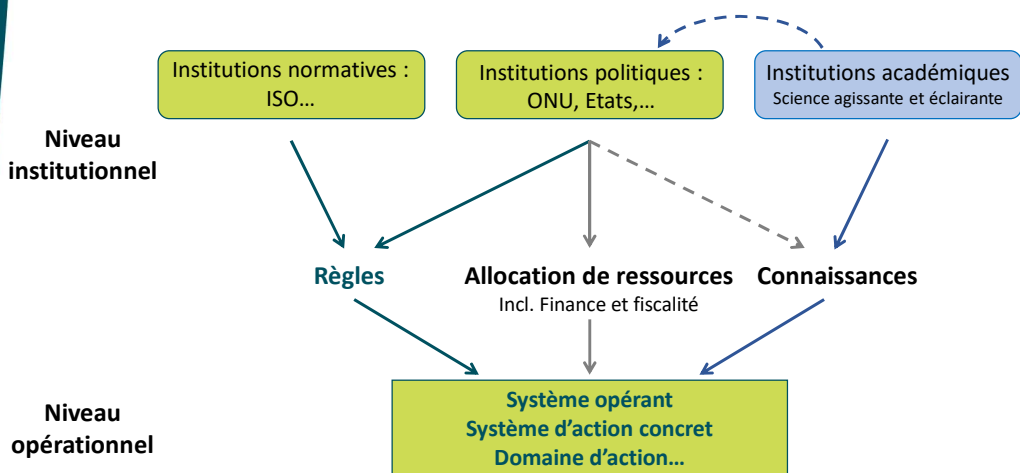 Institutions normatives :
ISO…
Institutions politiques :
ONU, Etats,…
Institutions académiques
Science agissante et éclairante
Niveau
institutionnel
Règles
Allocation de ressources
Incl. Finance et fiscalité
Connaissances
Niveau
opérationnel
Système opérant
Système d’action concret
Domaine d’action…